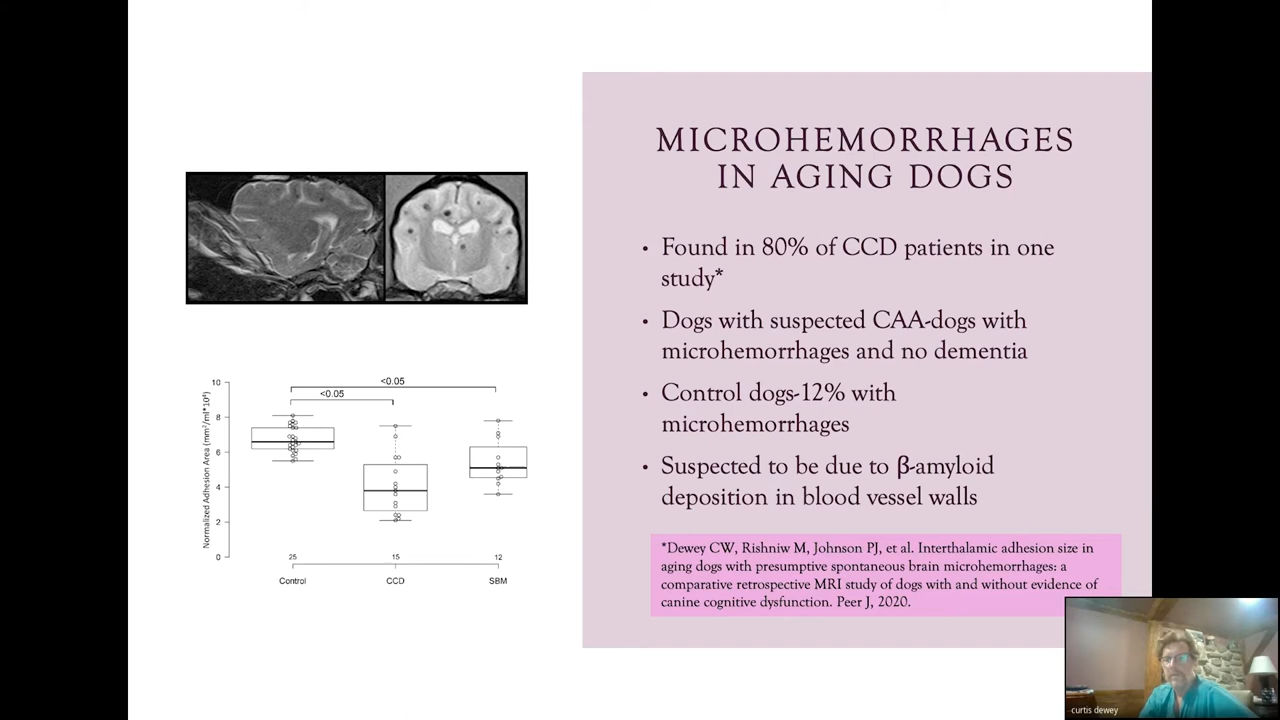 MICROHEMORRHAGES
IN AGING DOGS
• Found in 80% of CCD patients in one
study*
• Dogs with suspected CAA-dogs with
microhemorrhages and no dementia
• Control dogs-12% with
microhemorrhages
• Suspected to be due to β-amyloid
deposition in blood vessel walls
*Dewey CW, Rishniw M, Johnson PJ, et al. Interthalamic adhesion size in
aging dogs with presumptive spontaneous brain microhemorrhages: a
comparative retrospective MRI study of dogs with and without evidence of
canine cognitive dysfunction. Peer J, 2020.
Normalized Adhesion Area (mm²/ml*10⁴)
10
8
6
4
2
0
<0.05
<0.05
25 15 12
Control CCD SBM
curtis dewey